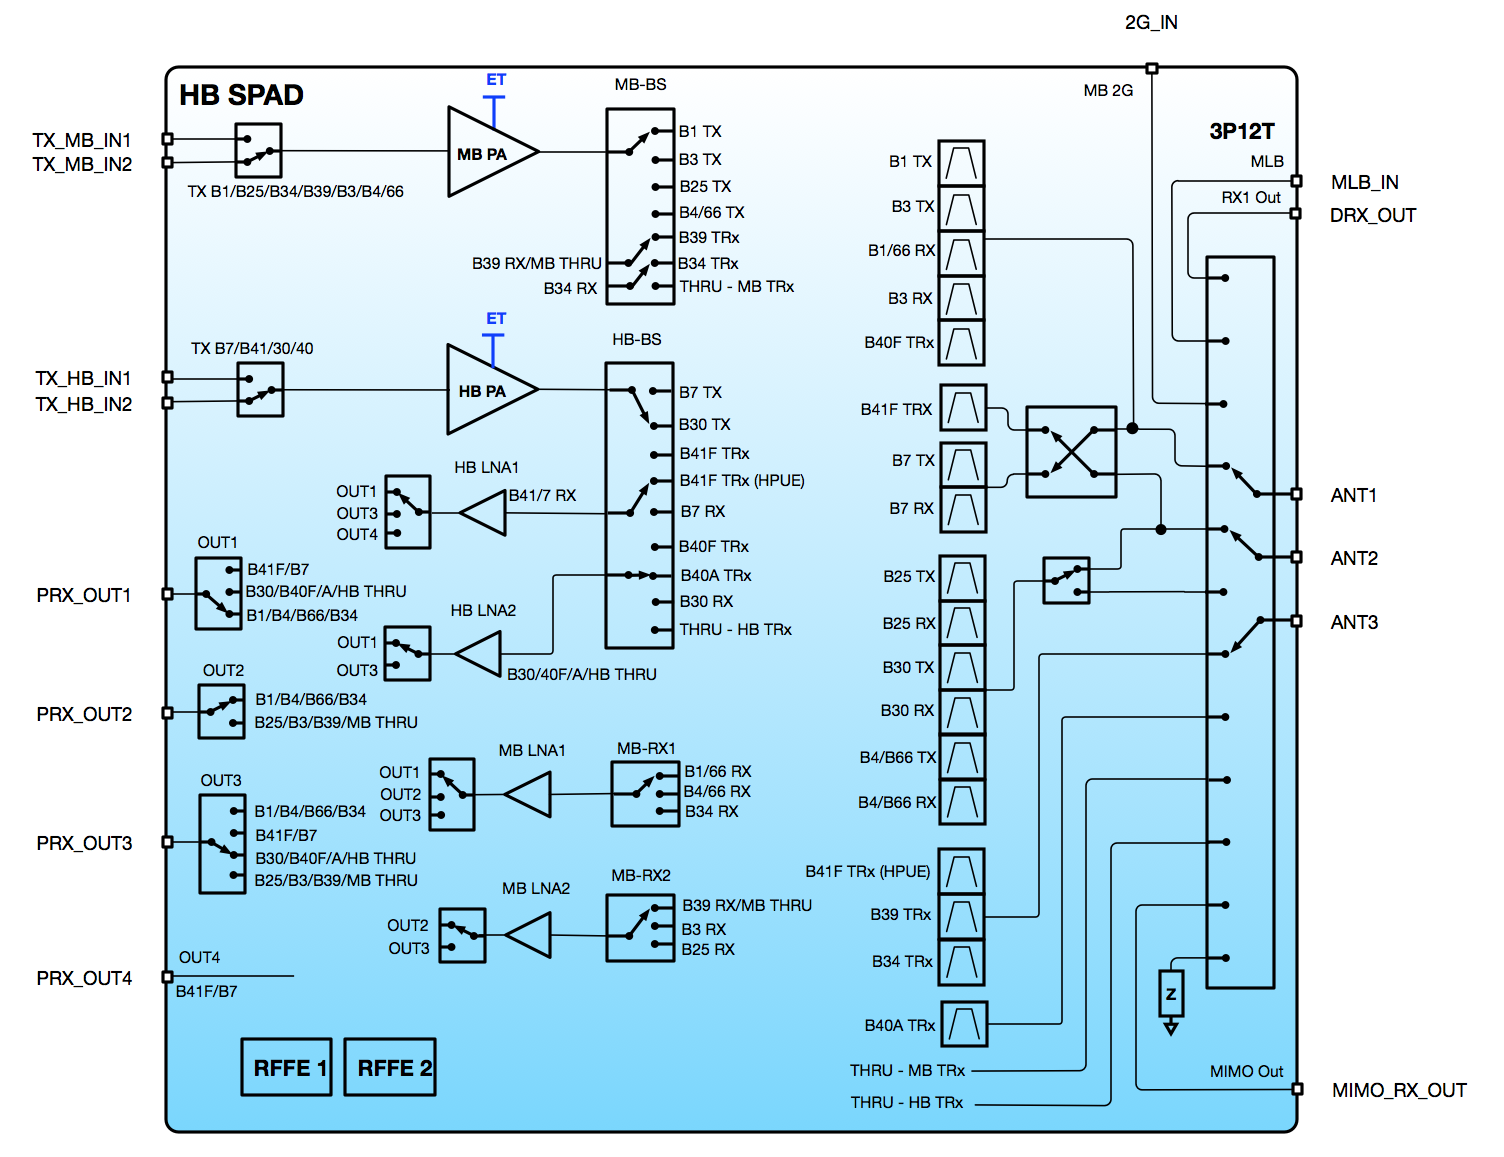 2G_IN
HB SPAD
ET
MB-BS
MB 2G
3P12T
TX_MB_IN1
TX_MB_IN2
MB PA
TX B1/B25/B34/B39/B3/B4/66
B1 TX
B3 TX
B25 TX
B4/66 TX
B39 TRx
B34 TRx
THRU - MB TRx
B39 RX/MB THRU
B34 RX
MLB
RX1 Out
MLB_IN
DRX_OUT
B1 TX
B3 TX
B1/66 RX
B3 RX
B40F TRx
ET
HB-BS
TX B7/B41/30/40
TX_HB_IN1
TX_HB_IN2
HB PA
B7 TX
B30 TX
B41F TRx
B41F TRx (HPUE)
B7 RX
B40F TRx
B40A TRx
B30 RX
THRU - HB TRx
B41F TRX
B7 TX
B7 RX
HB LNA1
B41/7 RX
OUT1
OUT3
OUT4
ANT1
ANT2
ANT3
OUT1
PRX_OUT1
B41F/B7
B30/B40F/A/HB THRU
B1/B4/B66/B34
HB LNA2
OUT1
OUT3
B30/40F/A/HB THRU
B25 TX
B25 RX
B30 TX
B30 RX
B4/B66 TX
B4/B66 RX
OUT2
PRX_OUT2
B1/B4/B66/B34
B25/B3/B39/MB THRU
MB LNA1
MB-RX1
OUT1
OUT2
OUT3
B1/66 RX
B4/66 RX
B34 RX
OUT3
PRX_OUT3
B1/B4/B66/B34
B41F/B7
B30/B40F/A/HB THRU
B25/B3/B39/MB THRU
MB LNA2
MB-RX2
OUT2
OUT3
B39 RX/MB THRU
B3 RX
B25 RX
B41F TRx (HPUE)
B39 TRx
B34 TRx
B40A TRx
THRU - MB TRx
THRU - HB TRx
OUT4
PRX_OUT4
B41F/B7
Z
RFFE 1
RFFE 2
MIMO Out
MIMO_RX_OUT